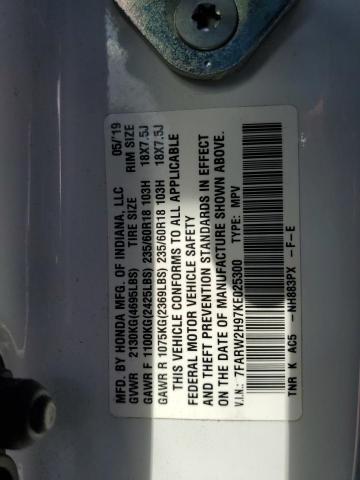 MFD. BY HONDA MFG. OF INDIANA, LLC 05/'19
GVWR 2130KG(4695LBS) TIRE SIZE RIM SIZE
GAWR F 1100KG(2425LBS) 235/60R18 103H 18X7.5J
GAWR R 1075KG(2369LBS) 235/60R18 103H 18X7.5J
THIS VEHICLE CONFORMS TO ALL APPLICABLE
FEDERAL MOTOR VEHICLE SAFETY
AND THEFT PREVENTION STANDARDS IN EFFECT
ON THE DATE OF MANUFACTURE SHOWN ABOVE.
V.I.N.: 7FARW2H97KE025300 TYPE: MPV
TNR K AC5 -NH883PX -F-E